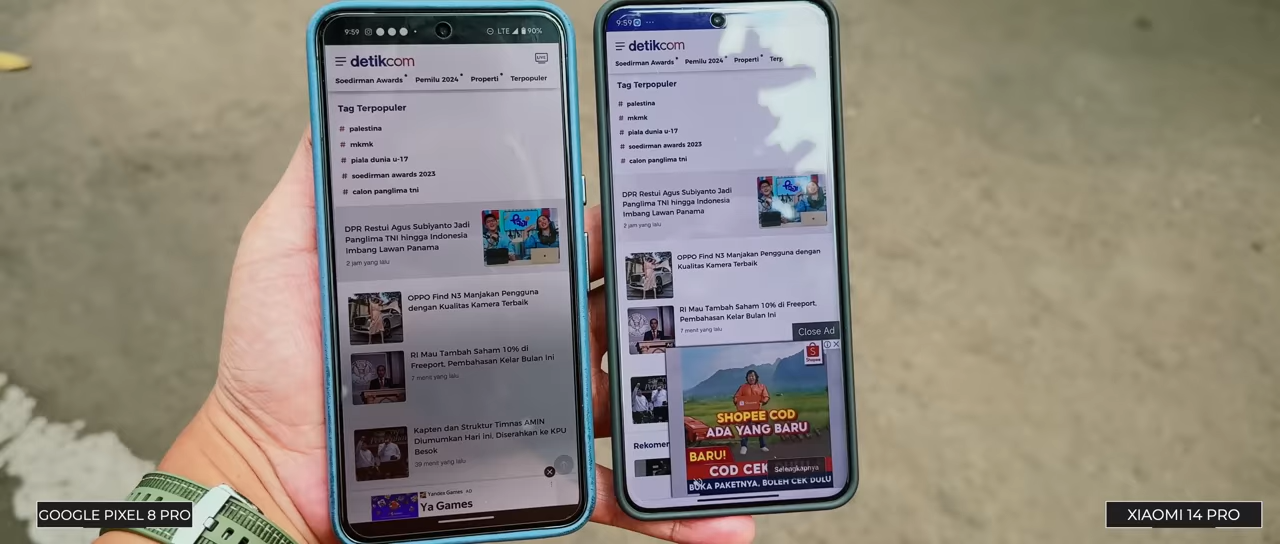 9:59
LTE 90%
detikcom
LIVE
Soedirman Awards Pemilu 2024 Properti Terpopuler
Tag Terpopuler
# palestina
# mkmk
# piala dunia u-17
# soedirman awards 2023
# calon panglima tni
DPR Restui Agus Subiyanto Jadi
Panglima TNI hingga Indonesia
Imbang Lawan Panama
2 jam yang lalu
OPPO Find N3 Manjakan Pengguna
dengan Kualitas Kamera Terbaik
RI Mau Tambah Saham 10% di
Freeport, Pembahasan Kelar Bulan Ini
7 menit yang lalu
Kapten dan Struktur Timnas AMIN
Diumumkan Hari Ini, Diserahkan ke KPU
Besok
39 menit yang lalu
Yandex Games AD
Ya Games
9:59
detikcom
Soedirman Awards Pemilu 2024 Properti Terp
Tag Terpopuler
# palestina
# mkmk
# piala dunia u-17
# soedirman awards 2023
# calon panglima tni
DPR Restui Agus Subiyanto Jadi
Panglima TNI hingga Indonesia
Imbang Lawan Panama
2 jam yang lalu
OPPO Find N3 Manjakan Pengguna dengan
Kualitas Kamera Terbaik
RI Mau Tambah Saham 10% di Freeport,
Pembahasan Kelar Bulan Ini
7 menit yang lalu
Close Ad
Shopee
SHOPEE COD
ADA YANG BARU
Rekomen
BARU!
COD CEK
Selengkapnya
BUKA PAKETNYA, BOLEH CEK DULU
GOOGLE PIXEL 8 PRO
XIAOMI 14 PRO